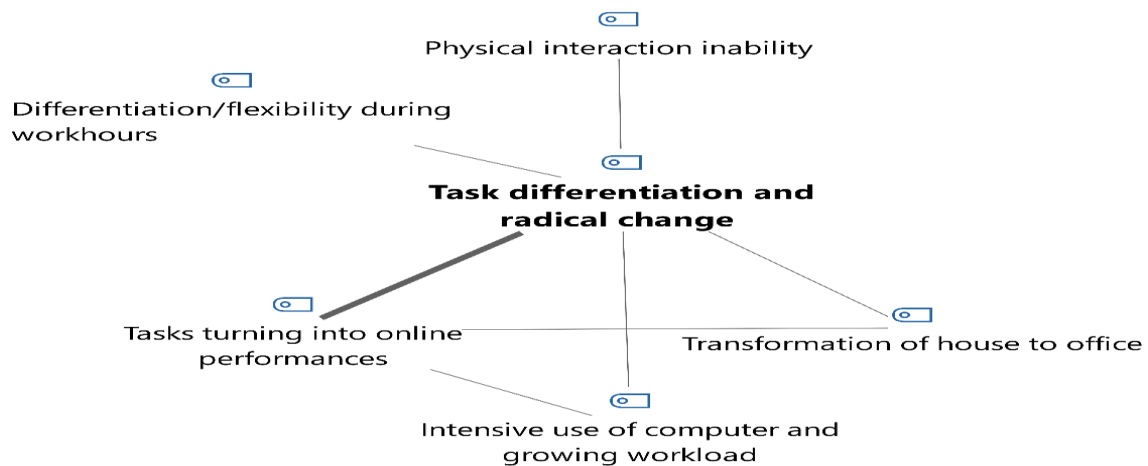 Physical interaction inability
Differentiation/flexibility during
workhours
Task differentiation and
radical change
Tasks turning into online
performances
Transformation of house to office
Intensive use of computer and
growing workload